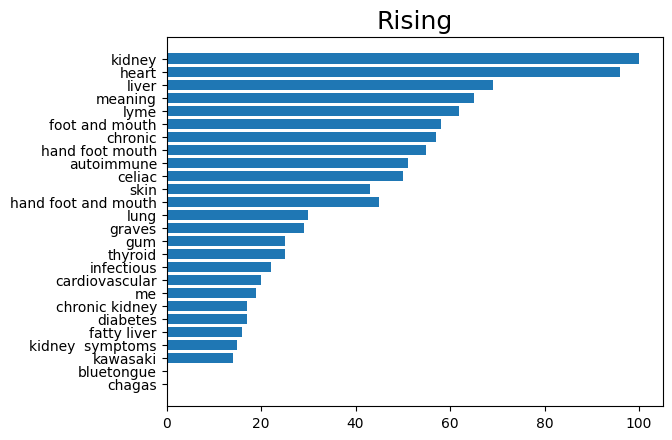 Rising
kidney
heart
liver
meaning
lyme
foot and mouth
chronic
hand foot mouth
autoimmune
celiac
skin
hand foot and mouth
lung
graves
gum
thyroid
infectious
cardiovascular
me
chronic kidney
diabetes
fatty liver
kidney  symptoms
kawasaki
bluetongue
chagas
0 20 40 60 80 100